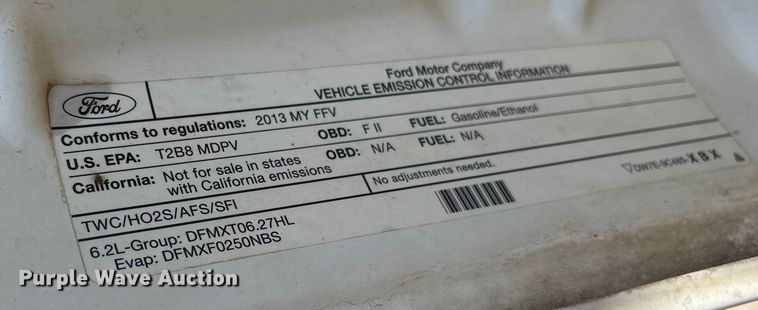 Ford Motor Company
VEHICLE EMISSION CONTROL INFORMATION
Ford
Conforms to regulations: 2013 MY FFV
U.S. EPA: T2B8 MDPV OBD: F II FUEL: Gasoline/Ethanol
California: Not for sale in states with California emissions OBD: N/A FUEL: N/A
TWC/HO2S/AFS/SFI
No adjustments needed.
6.2L-Group: DFMXT06.27HL
Evap: DFMXF0250NBS
XBX
Purple Wave Auction